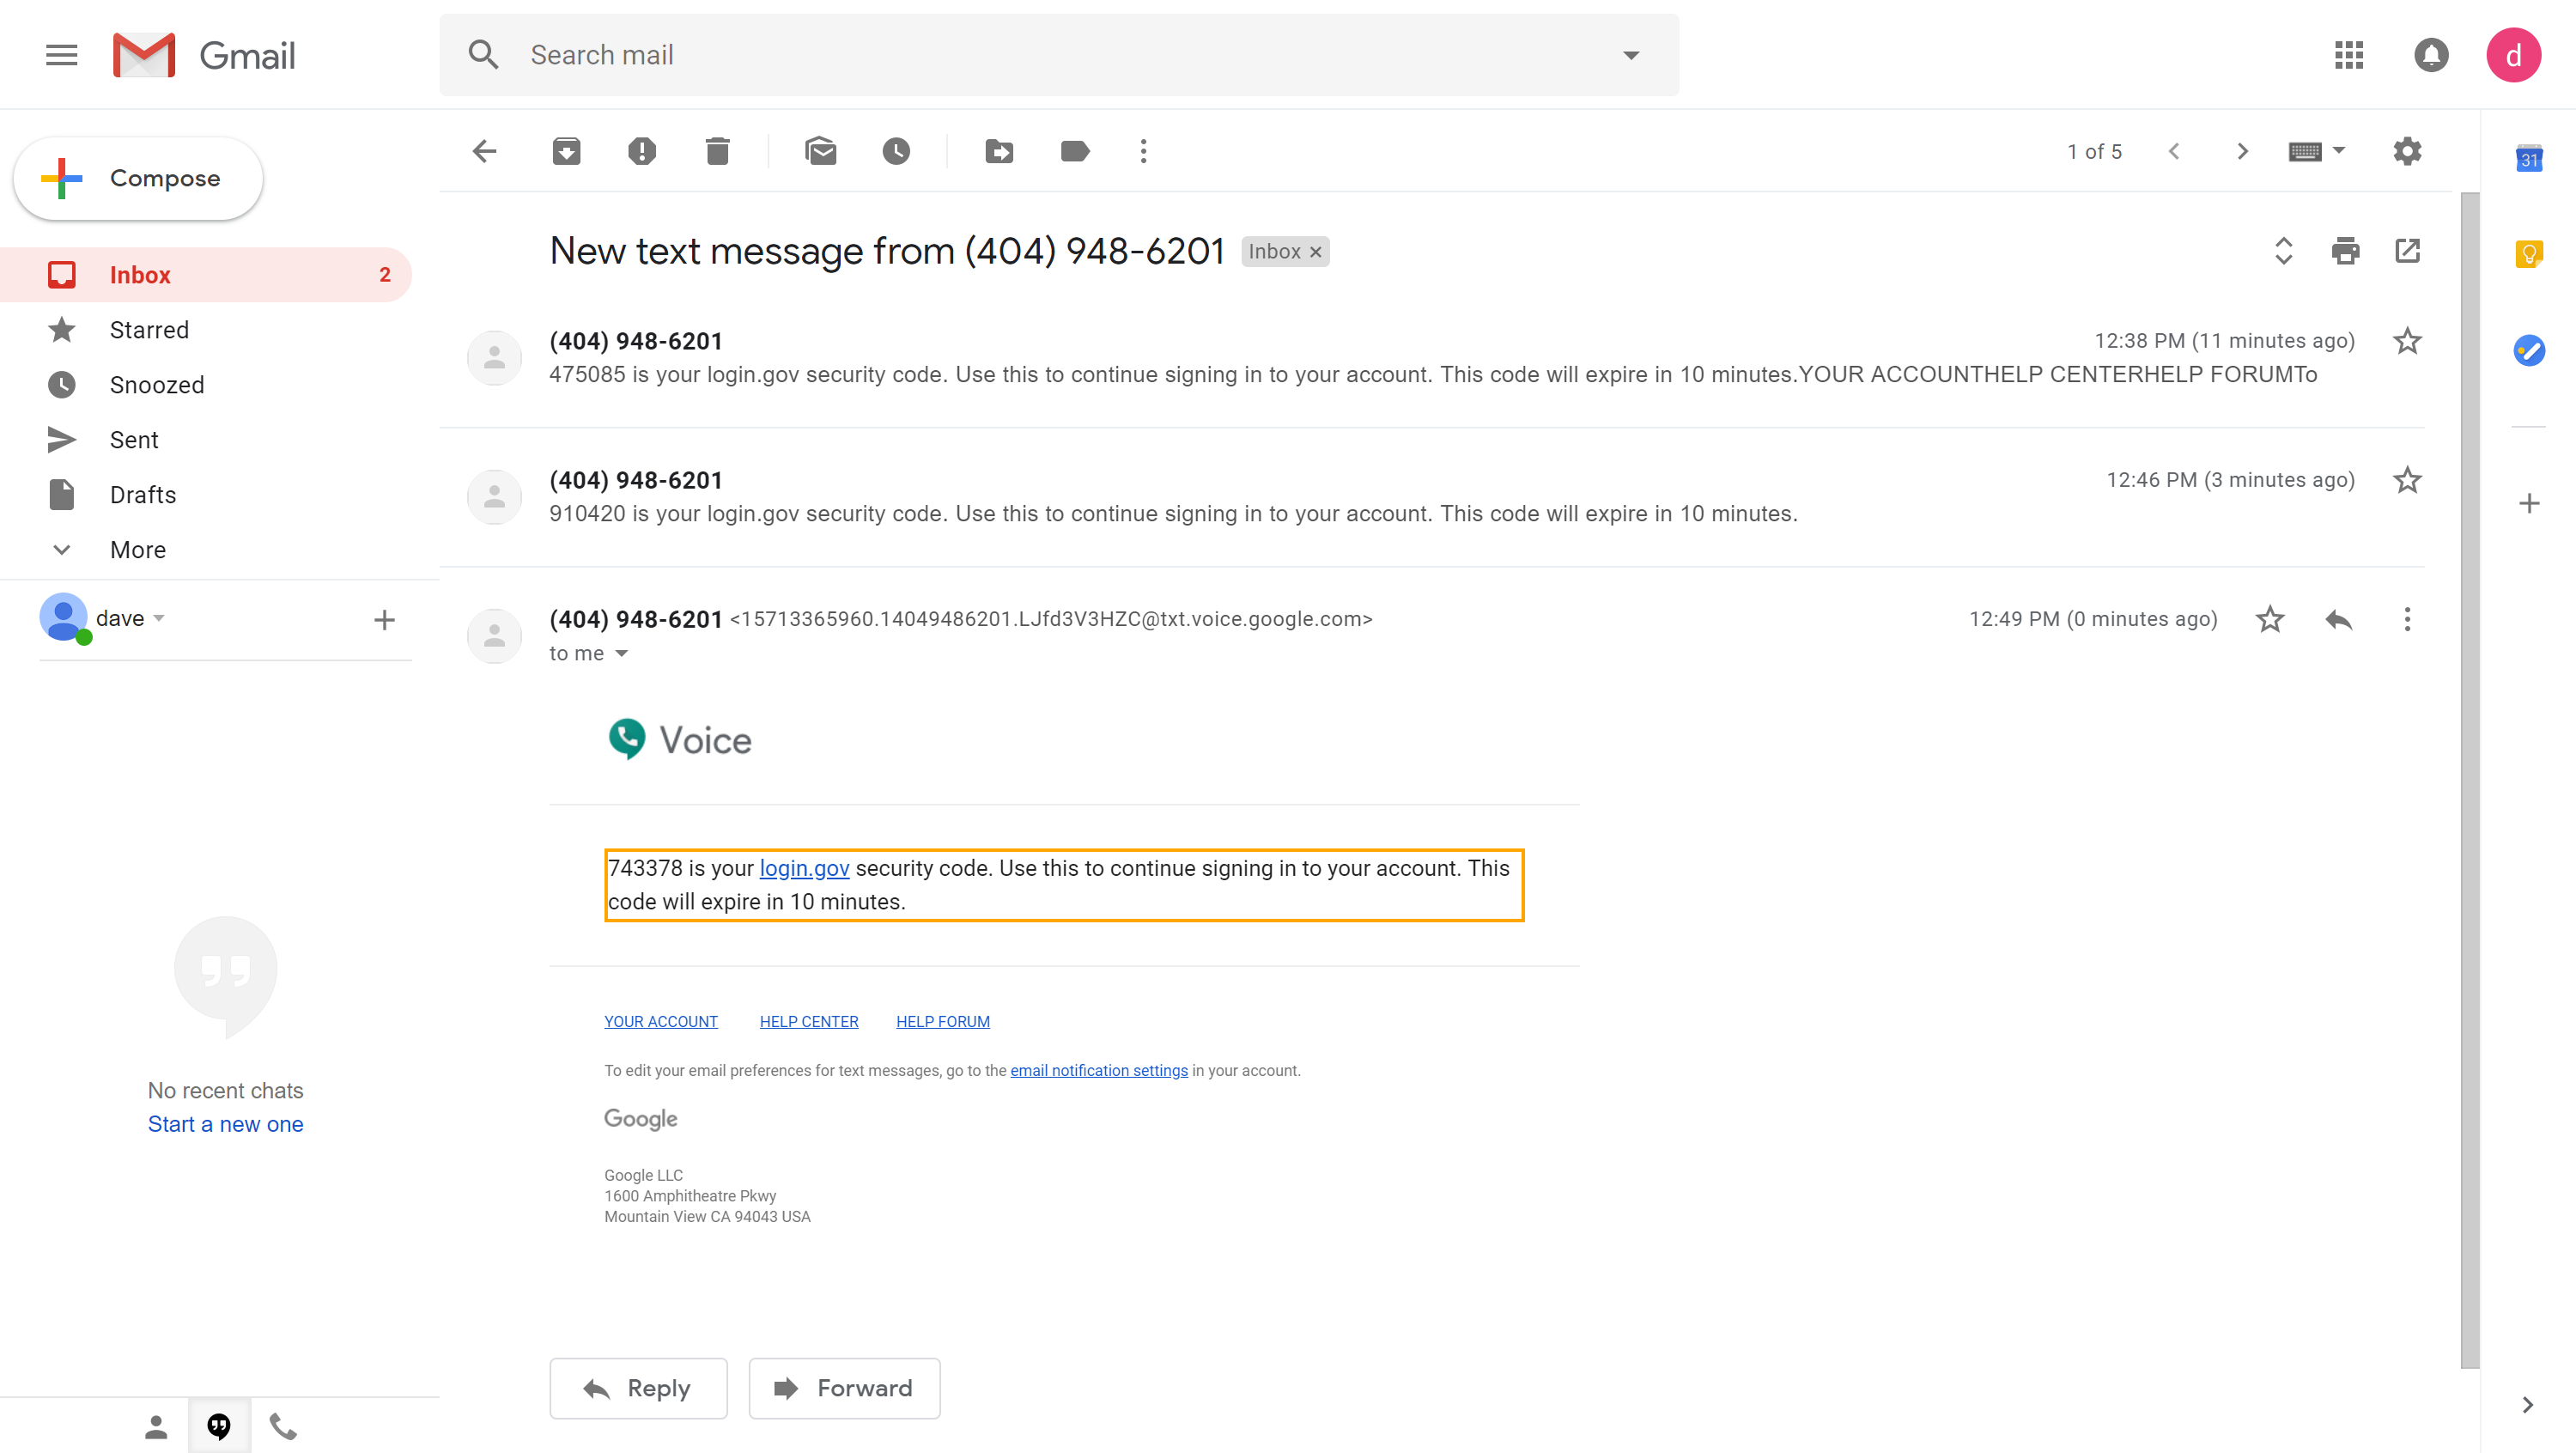 Gmail
Search mail
d
Compose
1 of 5
31
Inbox 2
Starred
Snoozed
Sent
Drafts
More
dave
No recent chats
Start a new one
New text message from (404) 948-6201 Inbox x
(404) 948-6201 12:38 PM (11 minutes ago)
475085 is your login.gov security code. Use this to continue signing in to your account. This code will expire in 10 minutes.YOUR ACCOUNTHELP CENTERHELP FORUMTo
(404) 948-6201 12:46 PM (3 minutes ago)
910420 is your login.gov security code. Use this to continue signing in to your account. This code will expire in 10 minutes.
(404) 948-6201 <15713365960.14049486201.LJfd3V3HZC@txt.voice.google.com> 12:49 PM (0 minutes ago)
to me
Voice
743378 is your login.gov security code. Use this to continue signing in to your account. This
code will expire in 10 minutes.
YOUR ACCOUNT HELP CENTER HELP FORUM
To edit your email preferences for text messages, go to the email notification settings in your account.
Google
Google LLC
1600 Amphitheatre Pkwy
Mountain View CA 94043 USA
Reply Forward